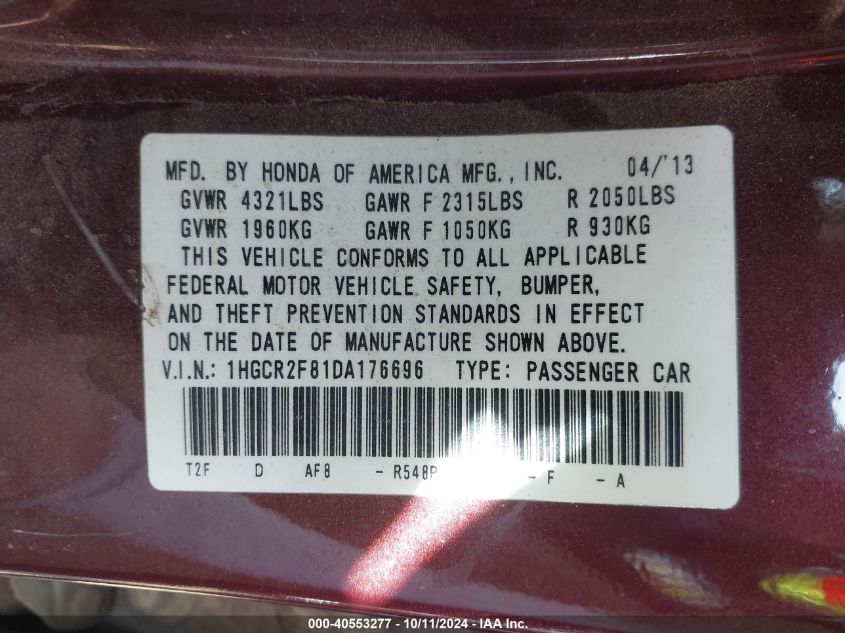 MFD. BY HONDA OF AMERICA MFG., INC. 04/'13
GVWR 4321LBS GAWR F 2315LBS R 2050LBS
GVWR 1960KG GAWR F 1050KG R 930KG
THIS VEHICLE CONFORMS TO ALL APPLICABLE
FEDERAL MOTOR VEHICLE SAFETY, BUMPER,
AND THEFT PREVENTION STANDARDS IN EFFECT
ON THE DATE OF MANUFACTURE SHOWN ABOVE.
V.I.N.: 1HGCR2F81DA176696 TYPE: PASSENGER CAR
T2F D AF8 - R548P - F - A
000-40553277 - 10/11/2024 - IAA Inc.